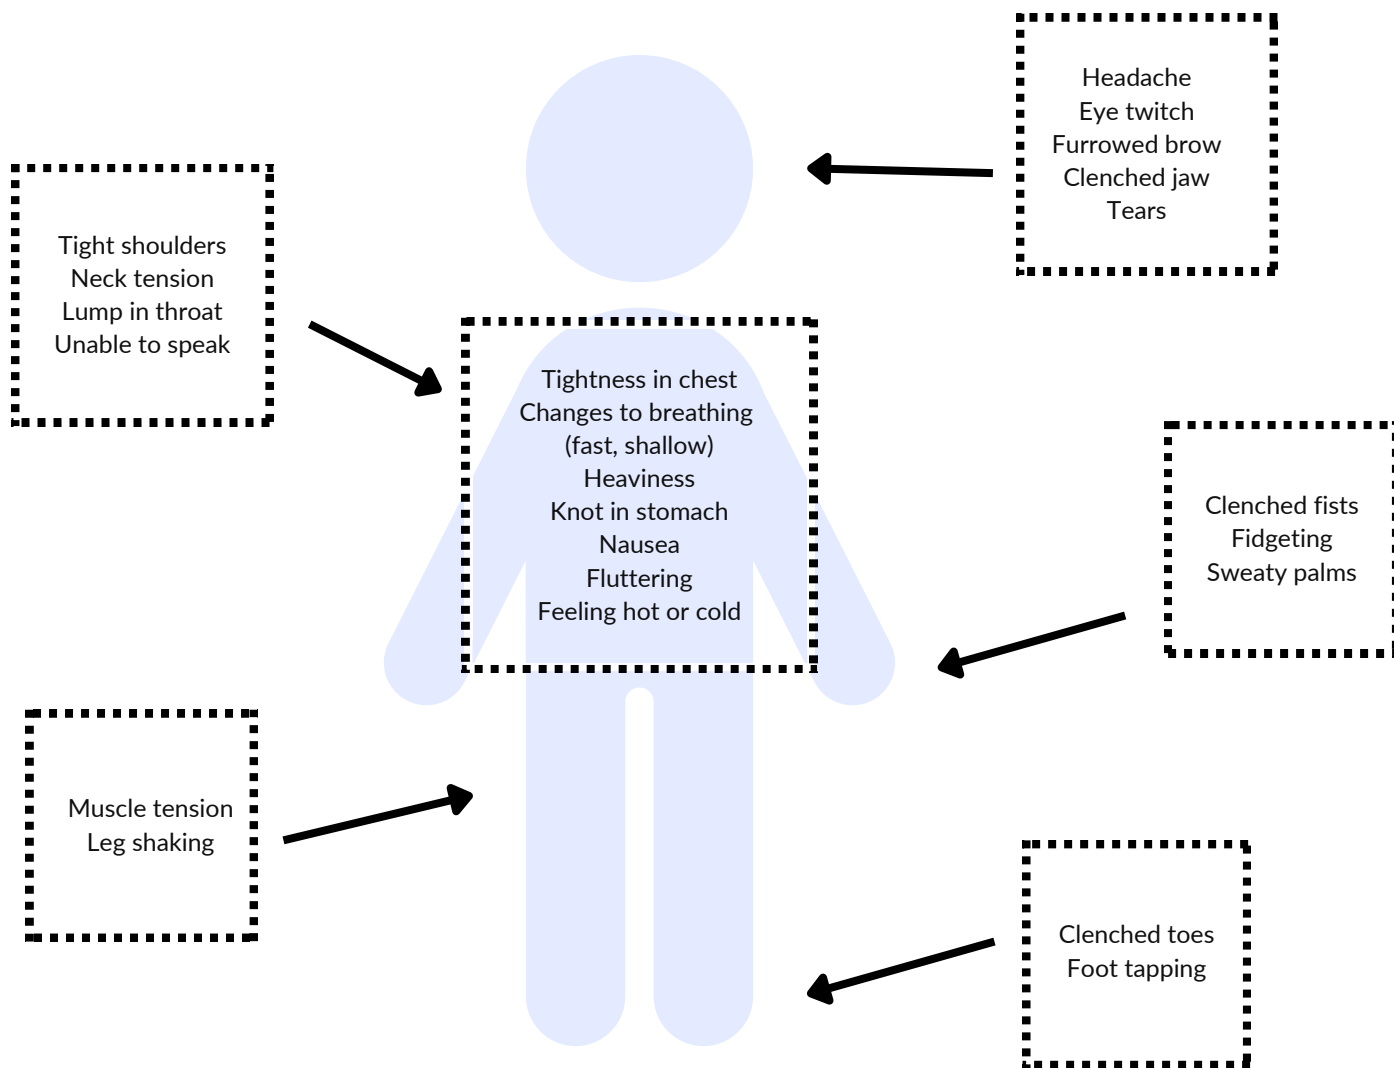 Headache
Eye twitch
Furrowed brow
Clenched jaw
Tears
Tight shoulders
Neck tension
Lump in throat
Unable to speak
Tightness in chest
Changes to breathing
(fast, shallow)
Heaviness
Knot in stomach
Nausea
Fluttering
Feeling hot or cold
Clenched fists
Fidgeting
Sweaty palms
Muscle tension
Leg shaking
Clenched toes
Foot tapping